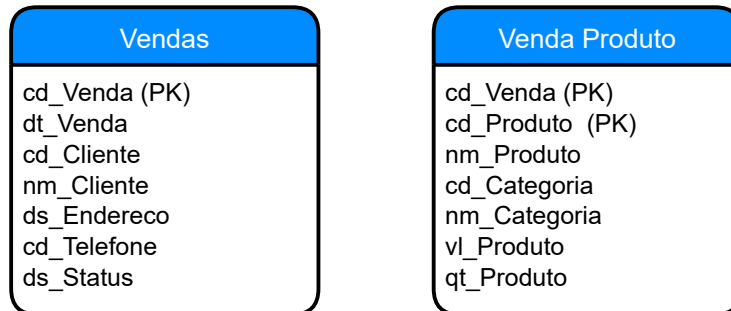 Vendas
cd_Venda (PK)
dt_Venda
cd_Cliente
nm_Cliente
ds_Endereco
cd_Telefone
ds_Status
Venda Produto
cd_Venda (PK)
cd_Produto  (PK)
nm_Produto
cd_Categoria
nm_Categoria
vl_Produto
qt_Produto